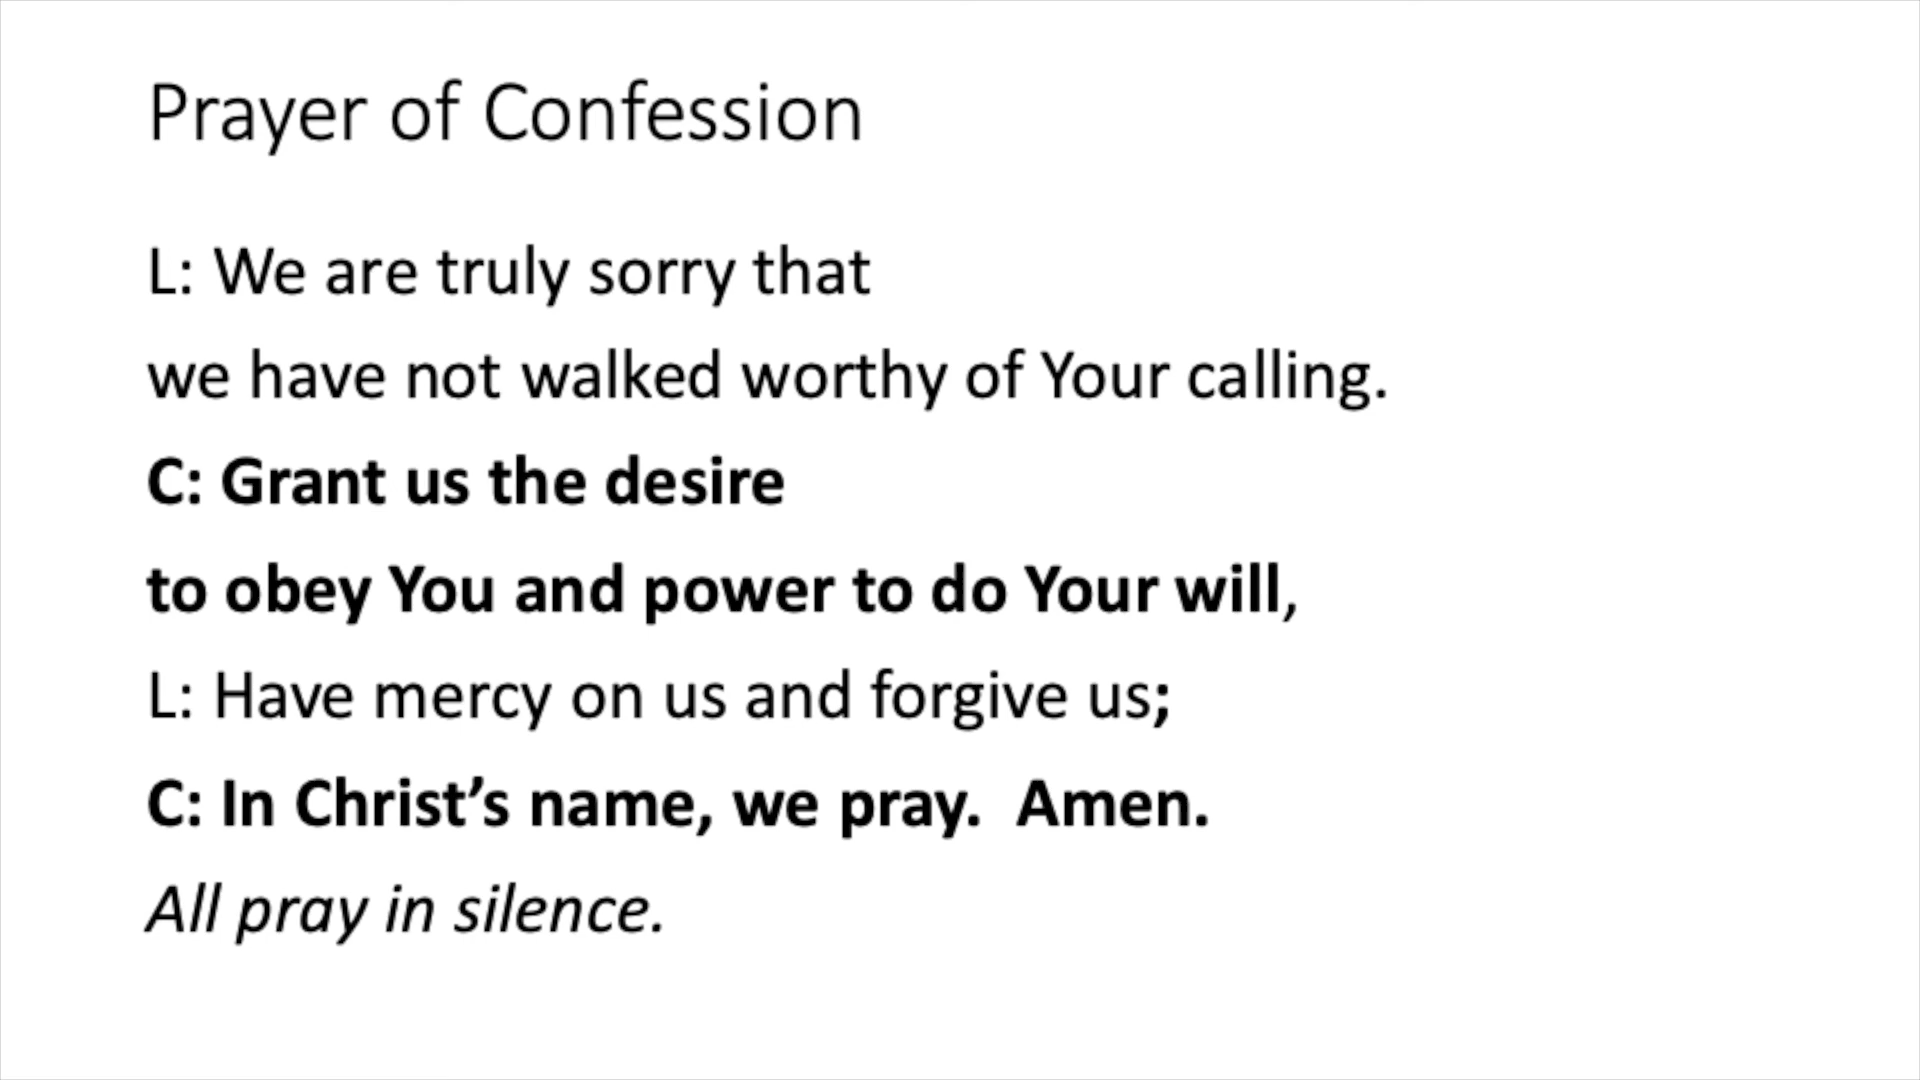 Prayer of Confession
L: We are truly sorry that
we have not walked worthy of Your calling.
C: Grant us the desire
to obey You and power to do Your will,
L: Have mercy on us and forgive us;
C: In Christ’s name, we pray.  Amen.
All pray in silence.